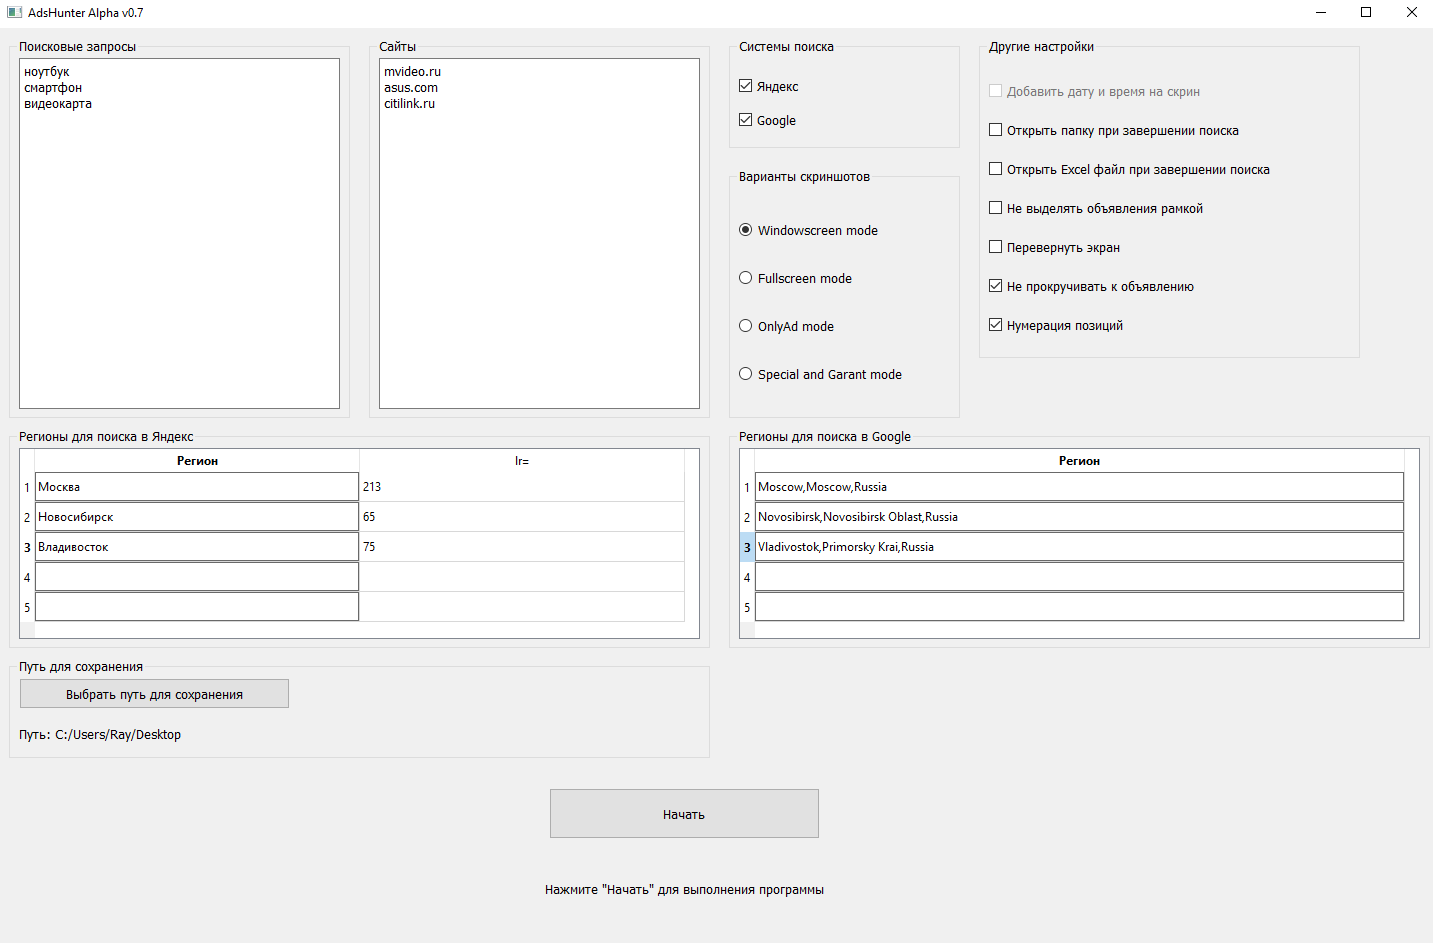 AdsHunter Alpha v0.7
Поисковые запросы
ноутбук
смартфон
видеокарта
Сайты
mvideo.ru
asus.com
citilink.ru
Системы поиска
Яндекс
Google
Варианты скриншотов
Windowscreen mode
Fullscreen mode
OnlyAd mode
Special and Garant mode
Другие настройки
Добавить дату и время на скрин
Открыть папку при завершении поиска
Открыть Excel файл при завершении поиска
Не выделять объявления рамкой
Перевернуть экран
Не прокручивать к объявлению
Нумерация позиций
Регионы для поиска в Яндекс
Регион lr=
1 Москва 213
2 Новосибирск 65
3 Владивосток 75
4
5
Регионы для поиска в Google
Регион
1 Moscow,Moscow,Russia
2 Novosibirsk,Novosibirsk Oblast,Russia
3 Vladivostok,Primorsky Krai,Russia
4
5
Путь для сохранения
Выбрать путь для сохранения
Путь: C:/Users/Ray/Desktop
Начать
Нажмите "Начать" для выполнения программы